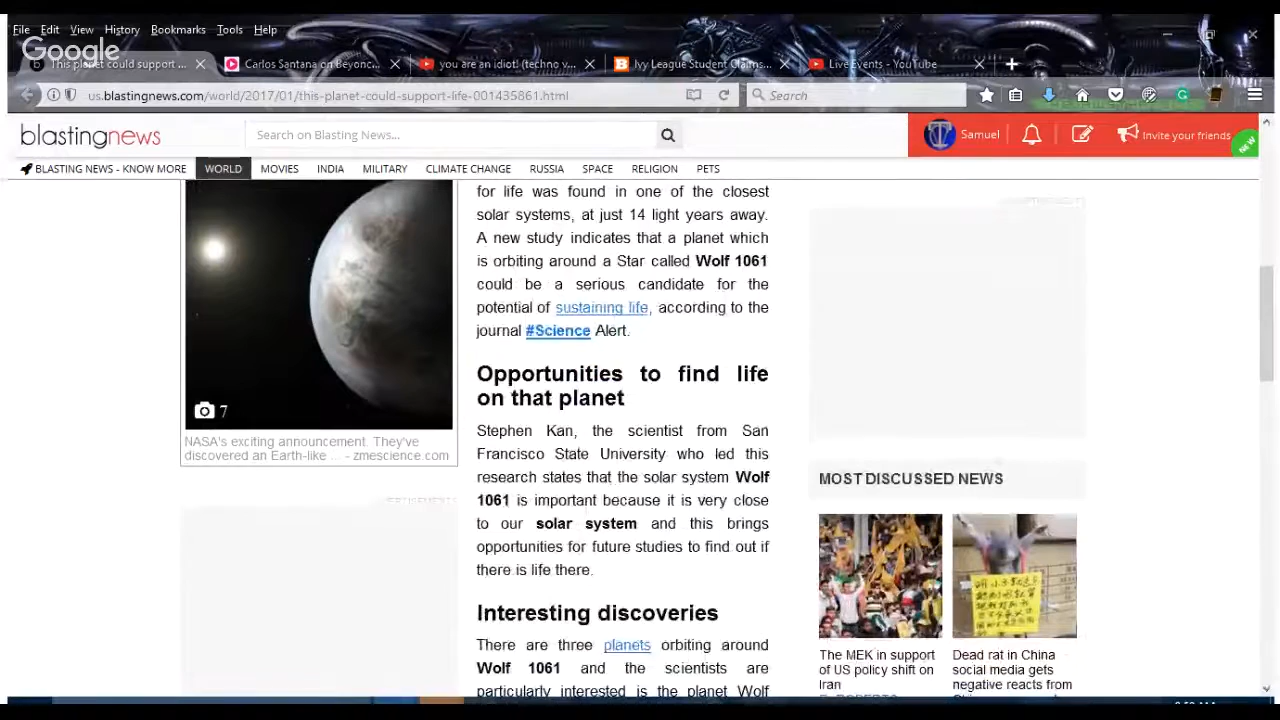 File Edit View History Bookmarks Tools Help
Google
This planet could support ... Carlos Santana on Beyonc... you are an idiot! (techno v... Ivy League Student Claims... Live Events - YouTube
us.blastingnews.com/world/2017/01/this-planet-could-support-life-001435861.html
Search
blastingnews
Search on Blasting News...
Samuel
Invite your friends
NEW
BLASTING NEWS - KNOW MORE WORLD MOVIES INDIA MILITARY CLIMATE CHANGE RUSSIA SPACE RELIGION PETS
7
NASA's exciting announcement. They've
discovered an Earth-like ... - zmescience.com
for life was found in one of the closest
solar systems, at just 14 light years away.
A new study indicates that a planet which
is orbiting around a Star called Wolf 1061
could be a serious candidate for the
potential of sustaining life, according to the
journal #Science Alert.
Opportunities to find life
on that planet
Stephen Kan, the scientist from San
Francisco State University who led this
research states that the solar system Wolf
1061 is important because it is very close
to our solar system and this brings
opportunities for future studies to find out if
there is life there.
Interesting discoveries
There are three planets orbiting around
Wolf 1061 and the scientists are
particularly interested is the planet Wolf
MOST DISCUSSED NEWS
The MEK in support
of US policy shift on
Iran
Dead rat in China
social media gets
negative reacts from